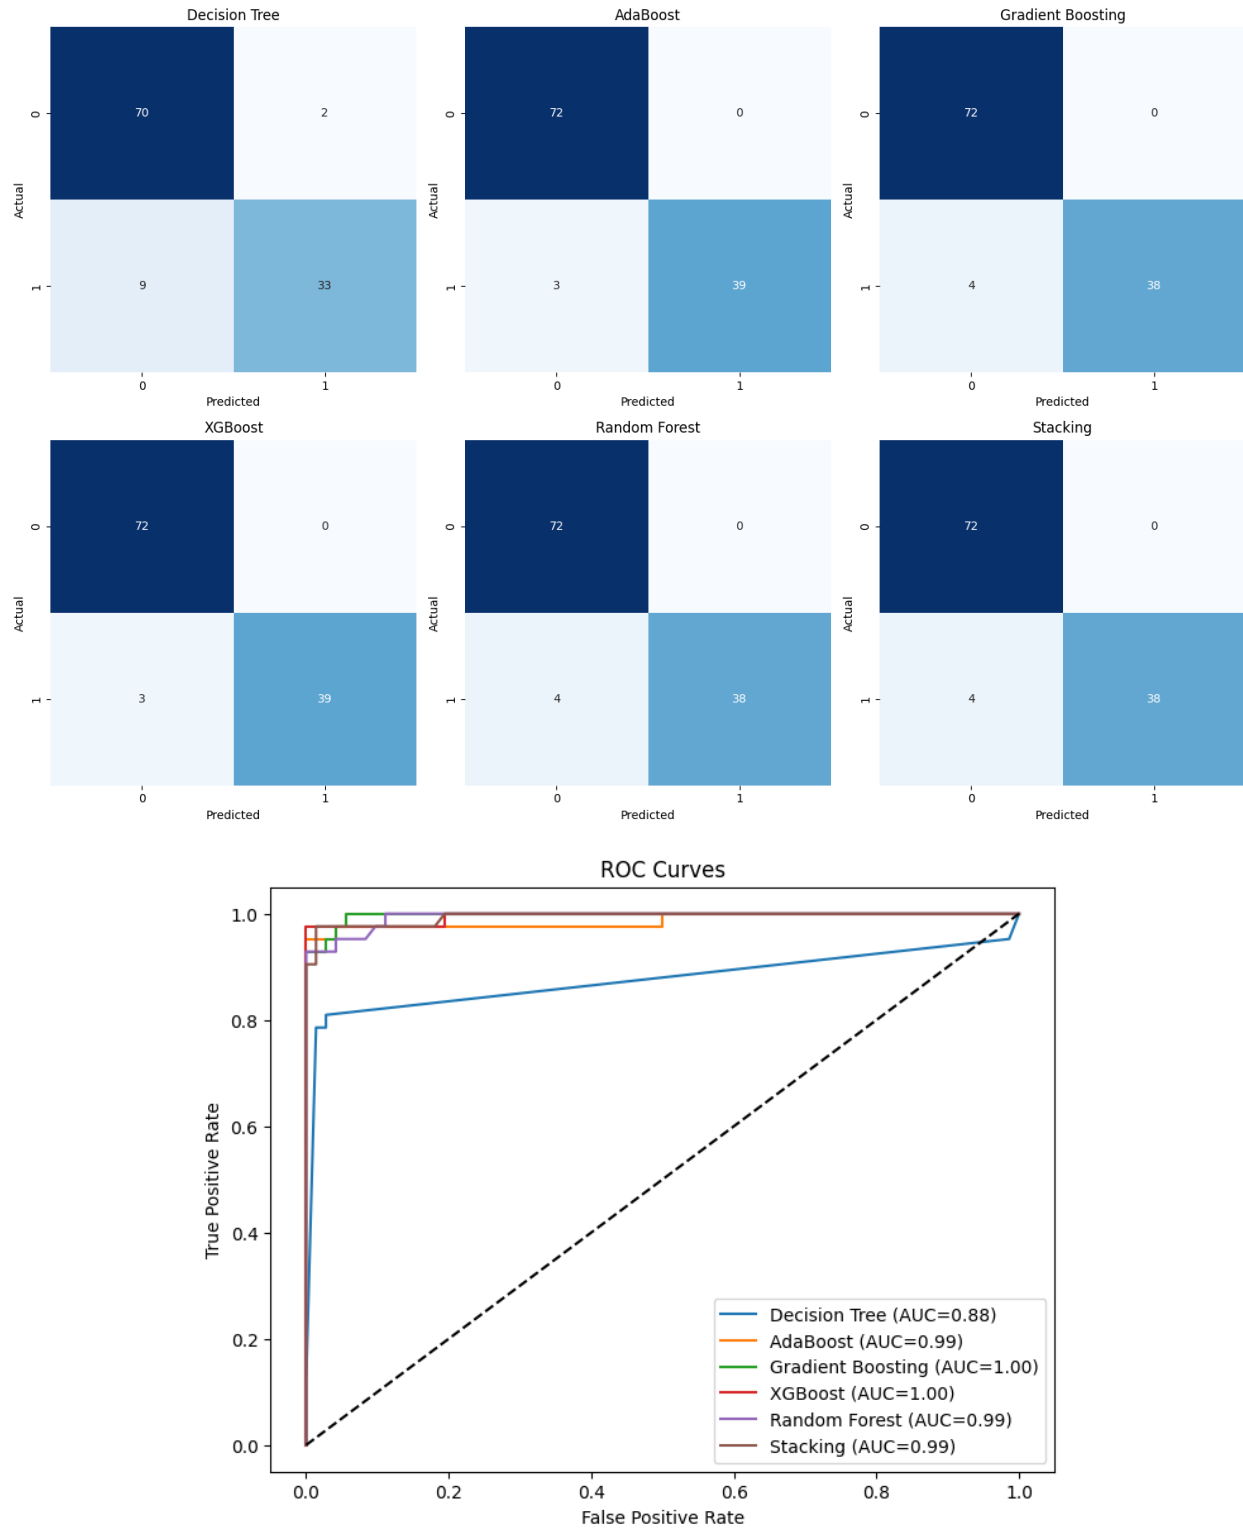 Decision Tree
0
70
2
Actual
1
9
33
0
1
Predicted
AdaBoost
0
72
0
Actual
1
3
39
0
1
Predicted
Gradient Boosting
0
72
0
Actual
1
4
38
0
1
Predicted
XGBoost
0
72
0
Actual
1
3
39
0
1
Predicted
Random Forest
0
72
0
Actual
1
4
38
0
1
Predicted
Stacking
0
72
0
Actual
1
4
38
0
1
Predicted
ROC Curves
True Positive Rate
1.0
0.8
0.6
0.4
0.2
0.0
0.0
0.2
0.4
0.6
0.8
1.0
False Positive Rate
Decision Tree (AUC=0.88)
AdaBoost (AUC=0.99)
Gradient Boosting (AUC=1.00)
XGBoost (AUC=1.00)
Random Forest (AUC=0.99)
Stacking (AUC=0.99)